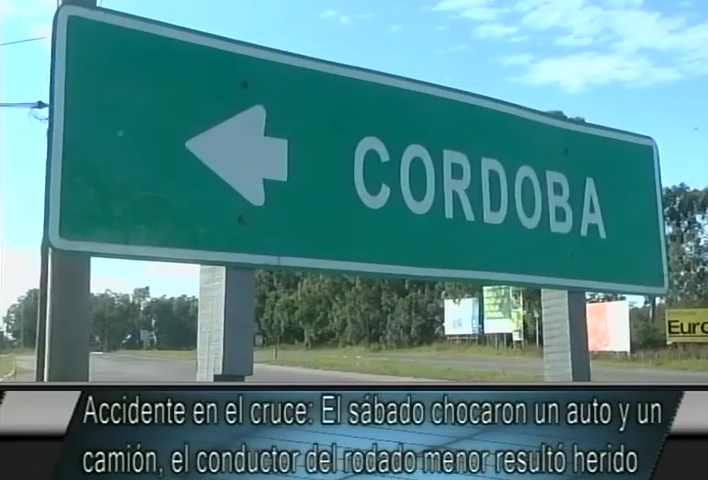 CORDOBA
Euro
Accidente en el cruce: El sábado chocaron un auto y un
camión, el conductor del rodado menor resultó herido